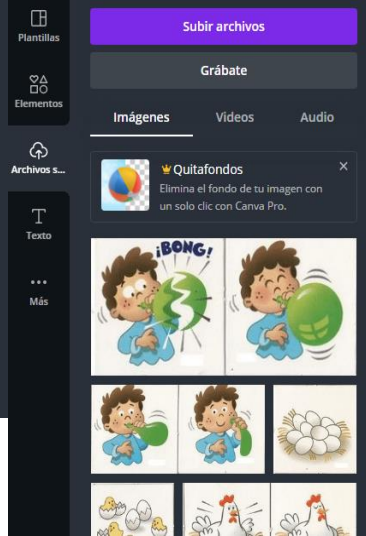 Plantillas
Elementos
Archivos s...
Texto
Más
Subir archivos
Grábate
Imágenes Videos Audio
Quitafondos
Elimina el fondo de tu imagen con
un solo clic con Canva Pro.
¡BONG!